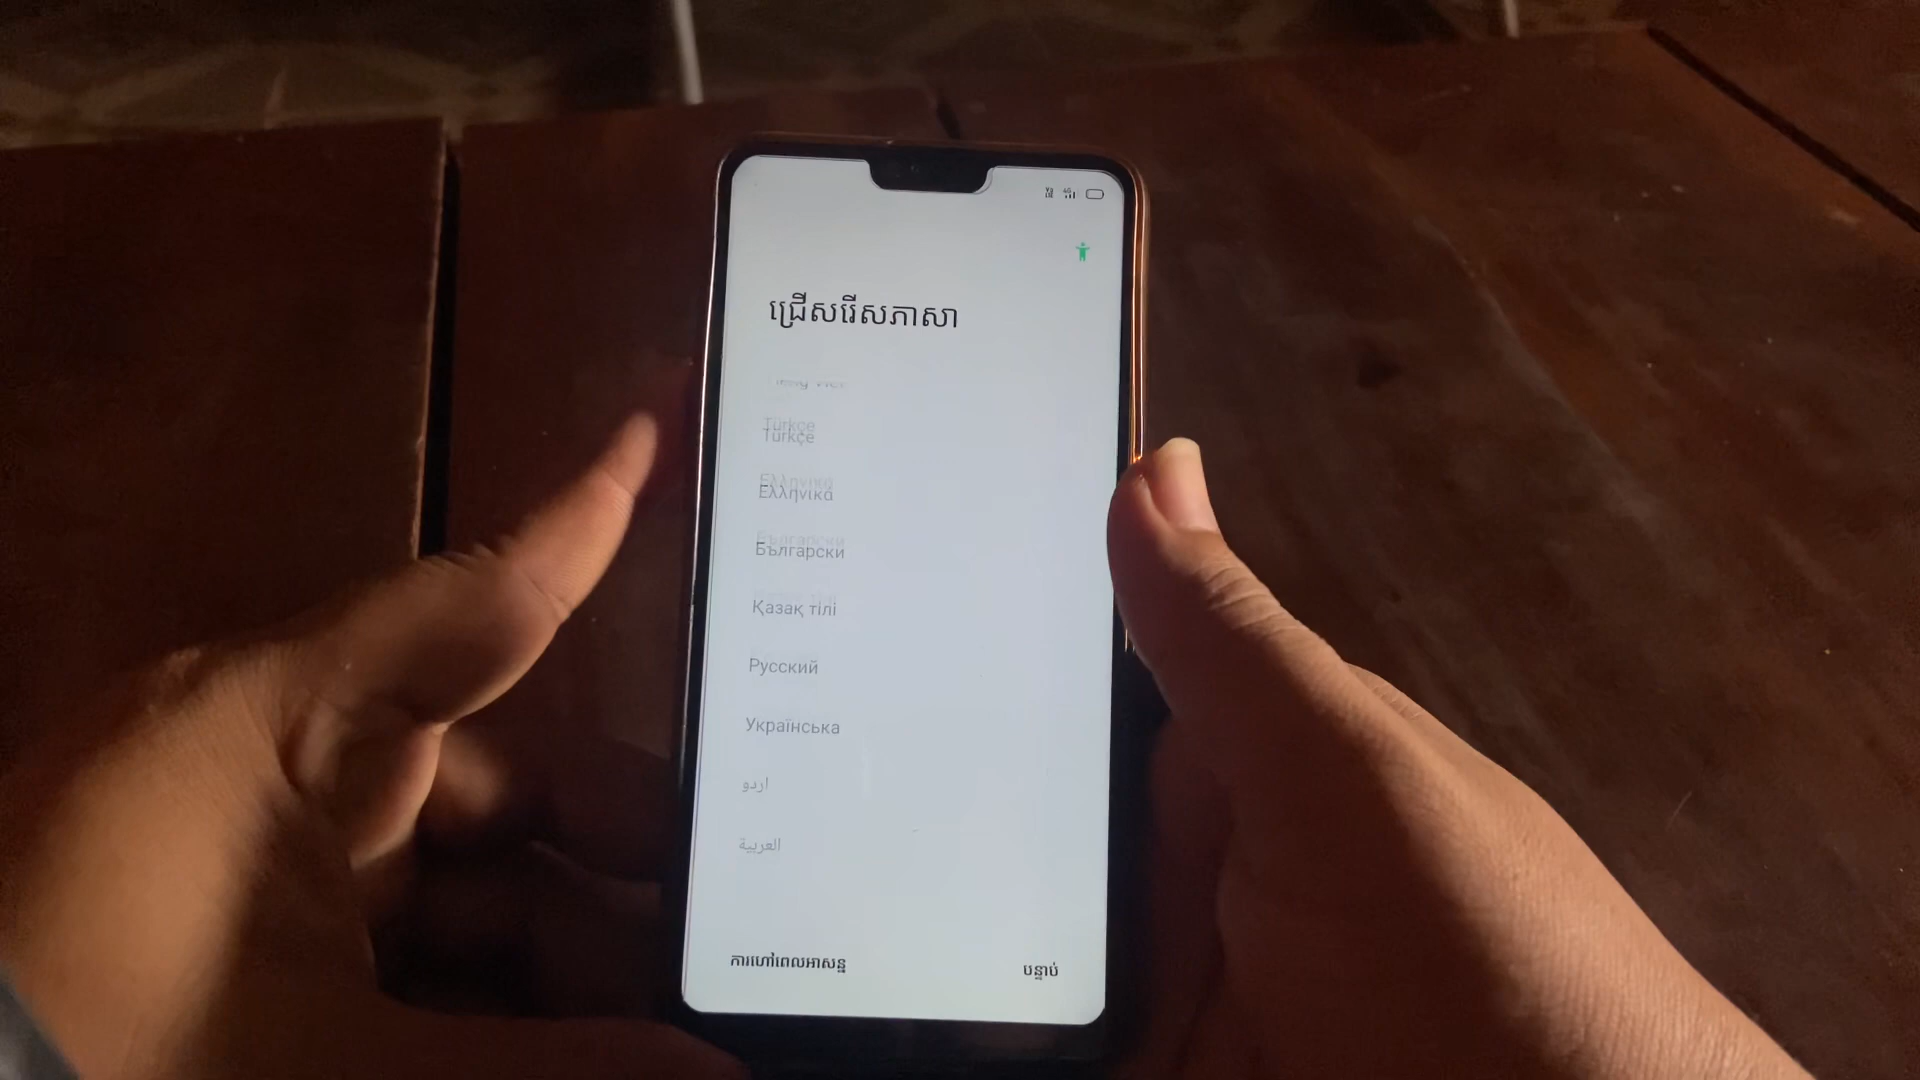 ជ្រើសរើសភាសា
Türkçe
Ελληνικά
Български
Қазақ тілі
Русский
Українська
اردو
العربية
ការហៅពេលអាសន្ន
បន្ទាប់